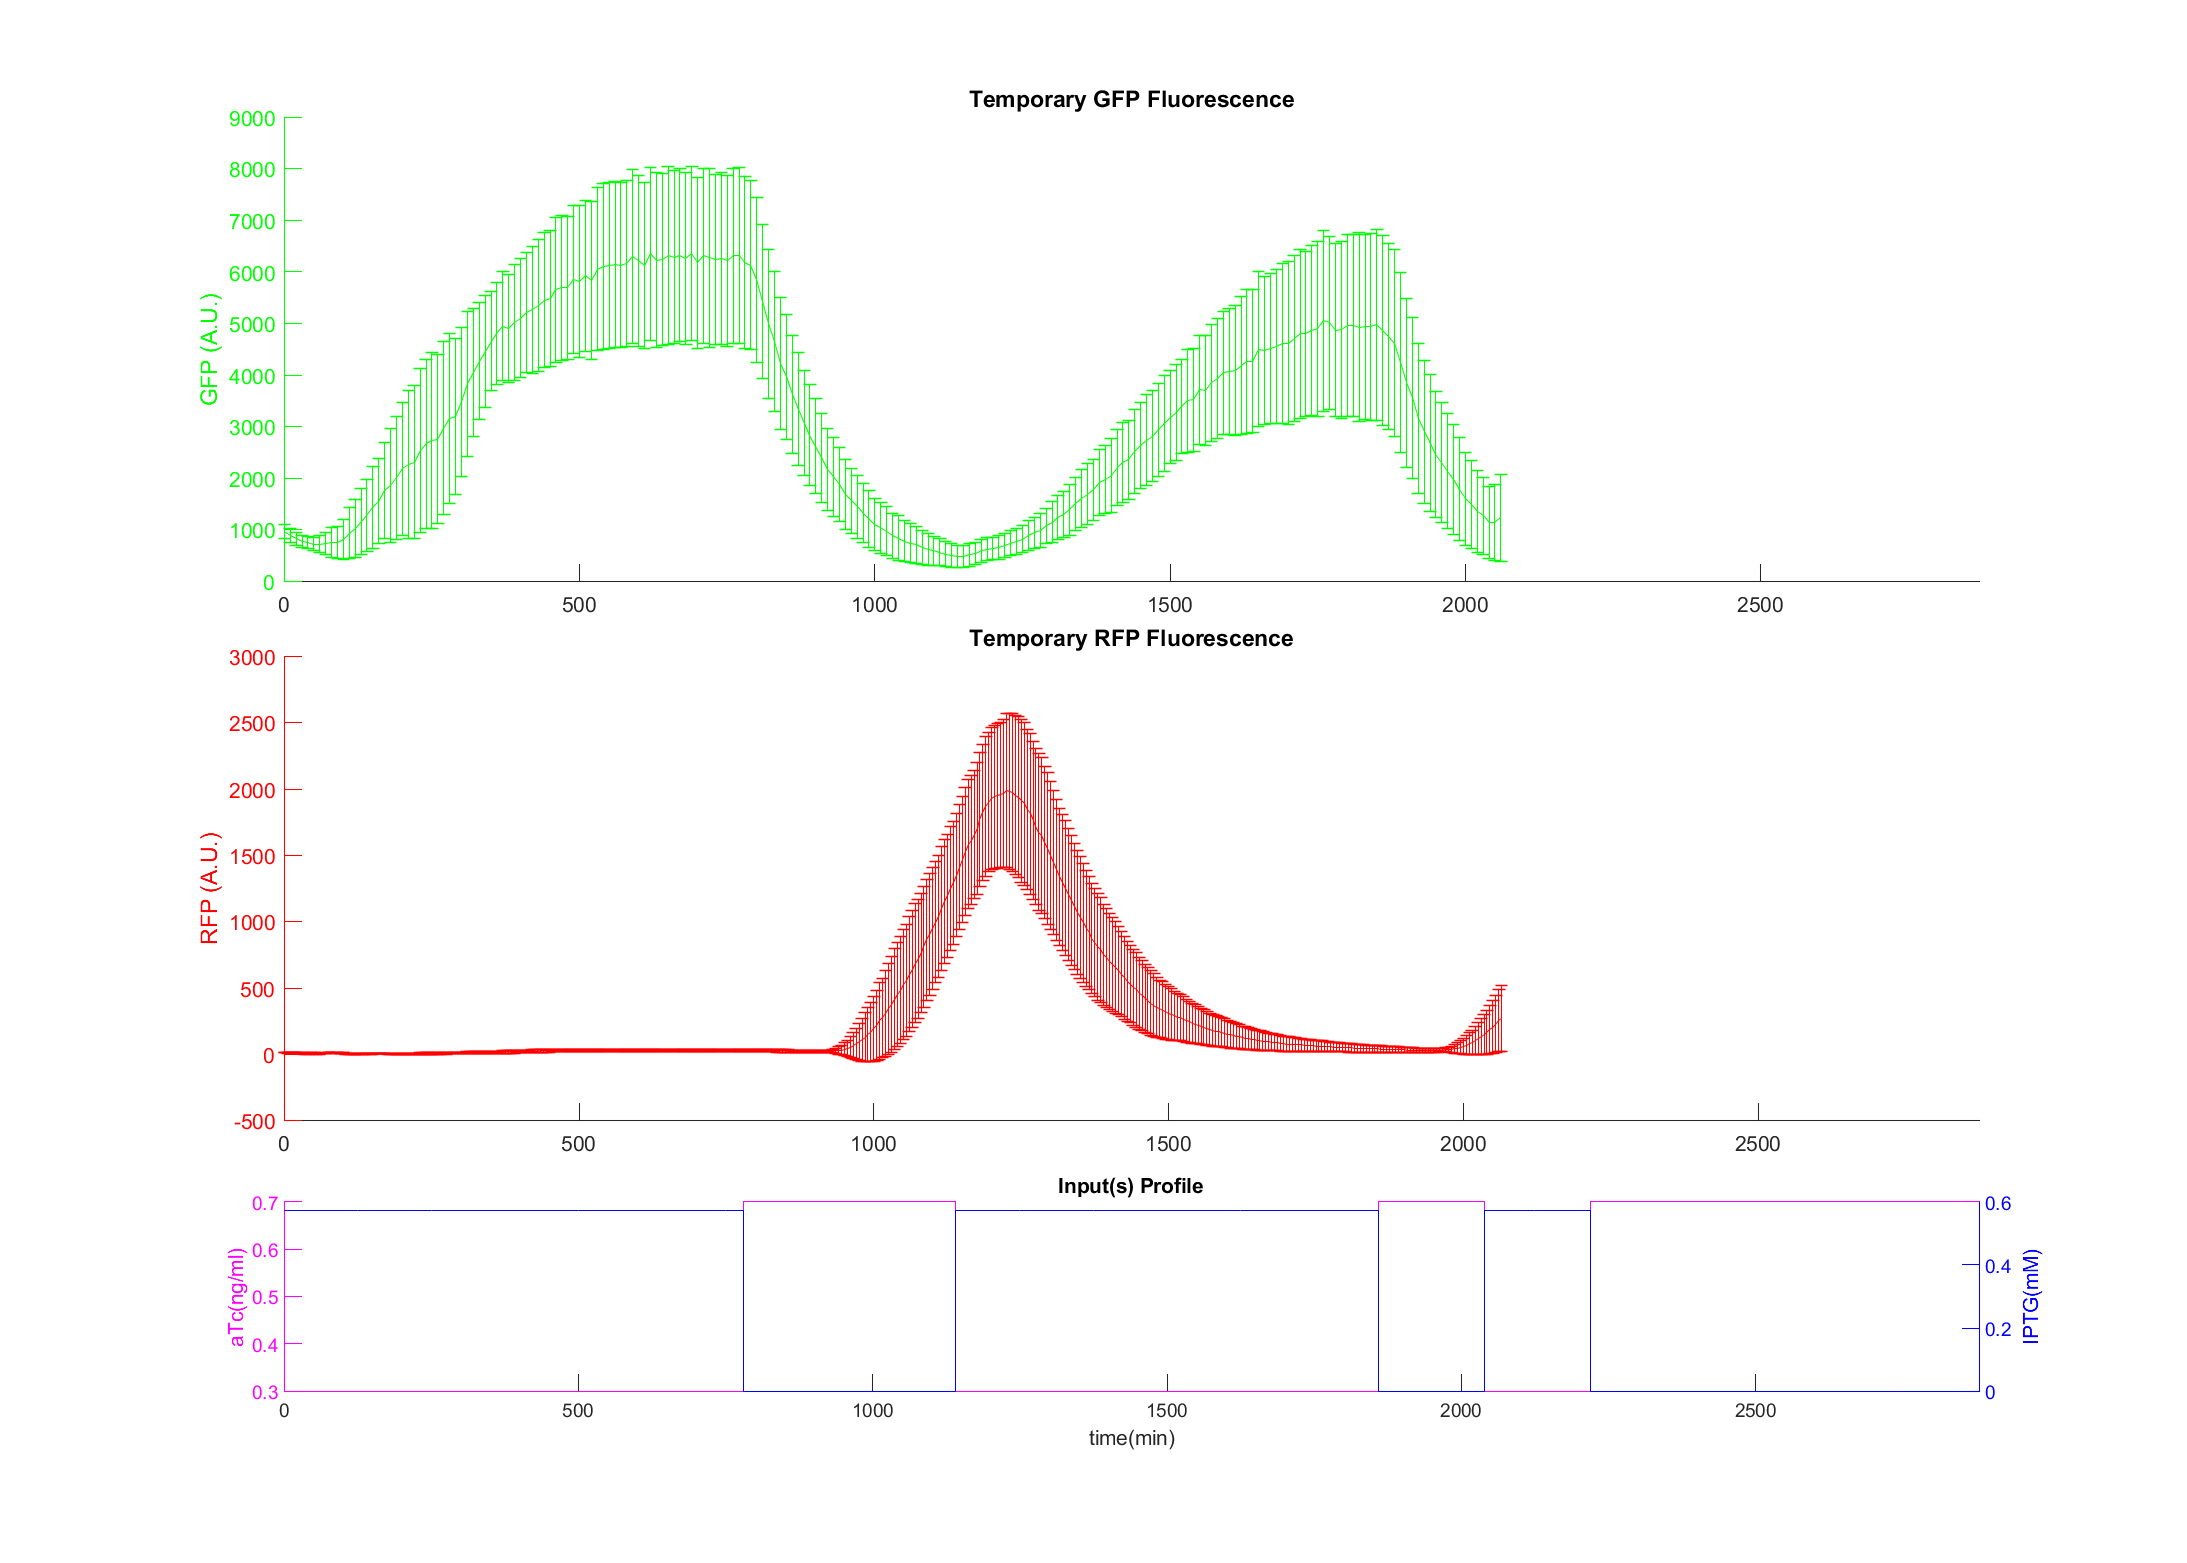 Temporary GFP Fluorescence
9000
8000
7000
6000
5000
4000
3000
2000
1000
0
GFP (A.U.)
0 500 1000 1500 2000 2500
Temporary RFP Fluorescence
3000
2500
2000
1500
1000
500
0
-500
RFP (A.U.)
0 500 1000 1500 2000 2500
Input(s) Profile
0.7
0.6
0.5
0.4
0.3
aTc(ng/ml)
0.6
0.4
0.2
0
IPTG(mM)
0 500 1000 1500 2000 2500
time(min)